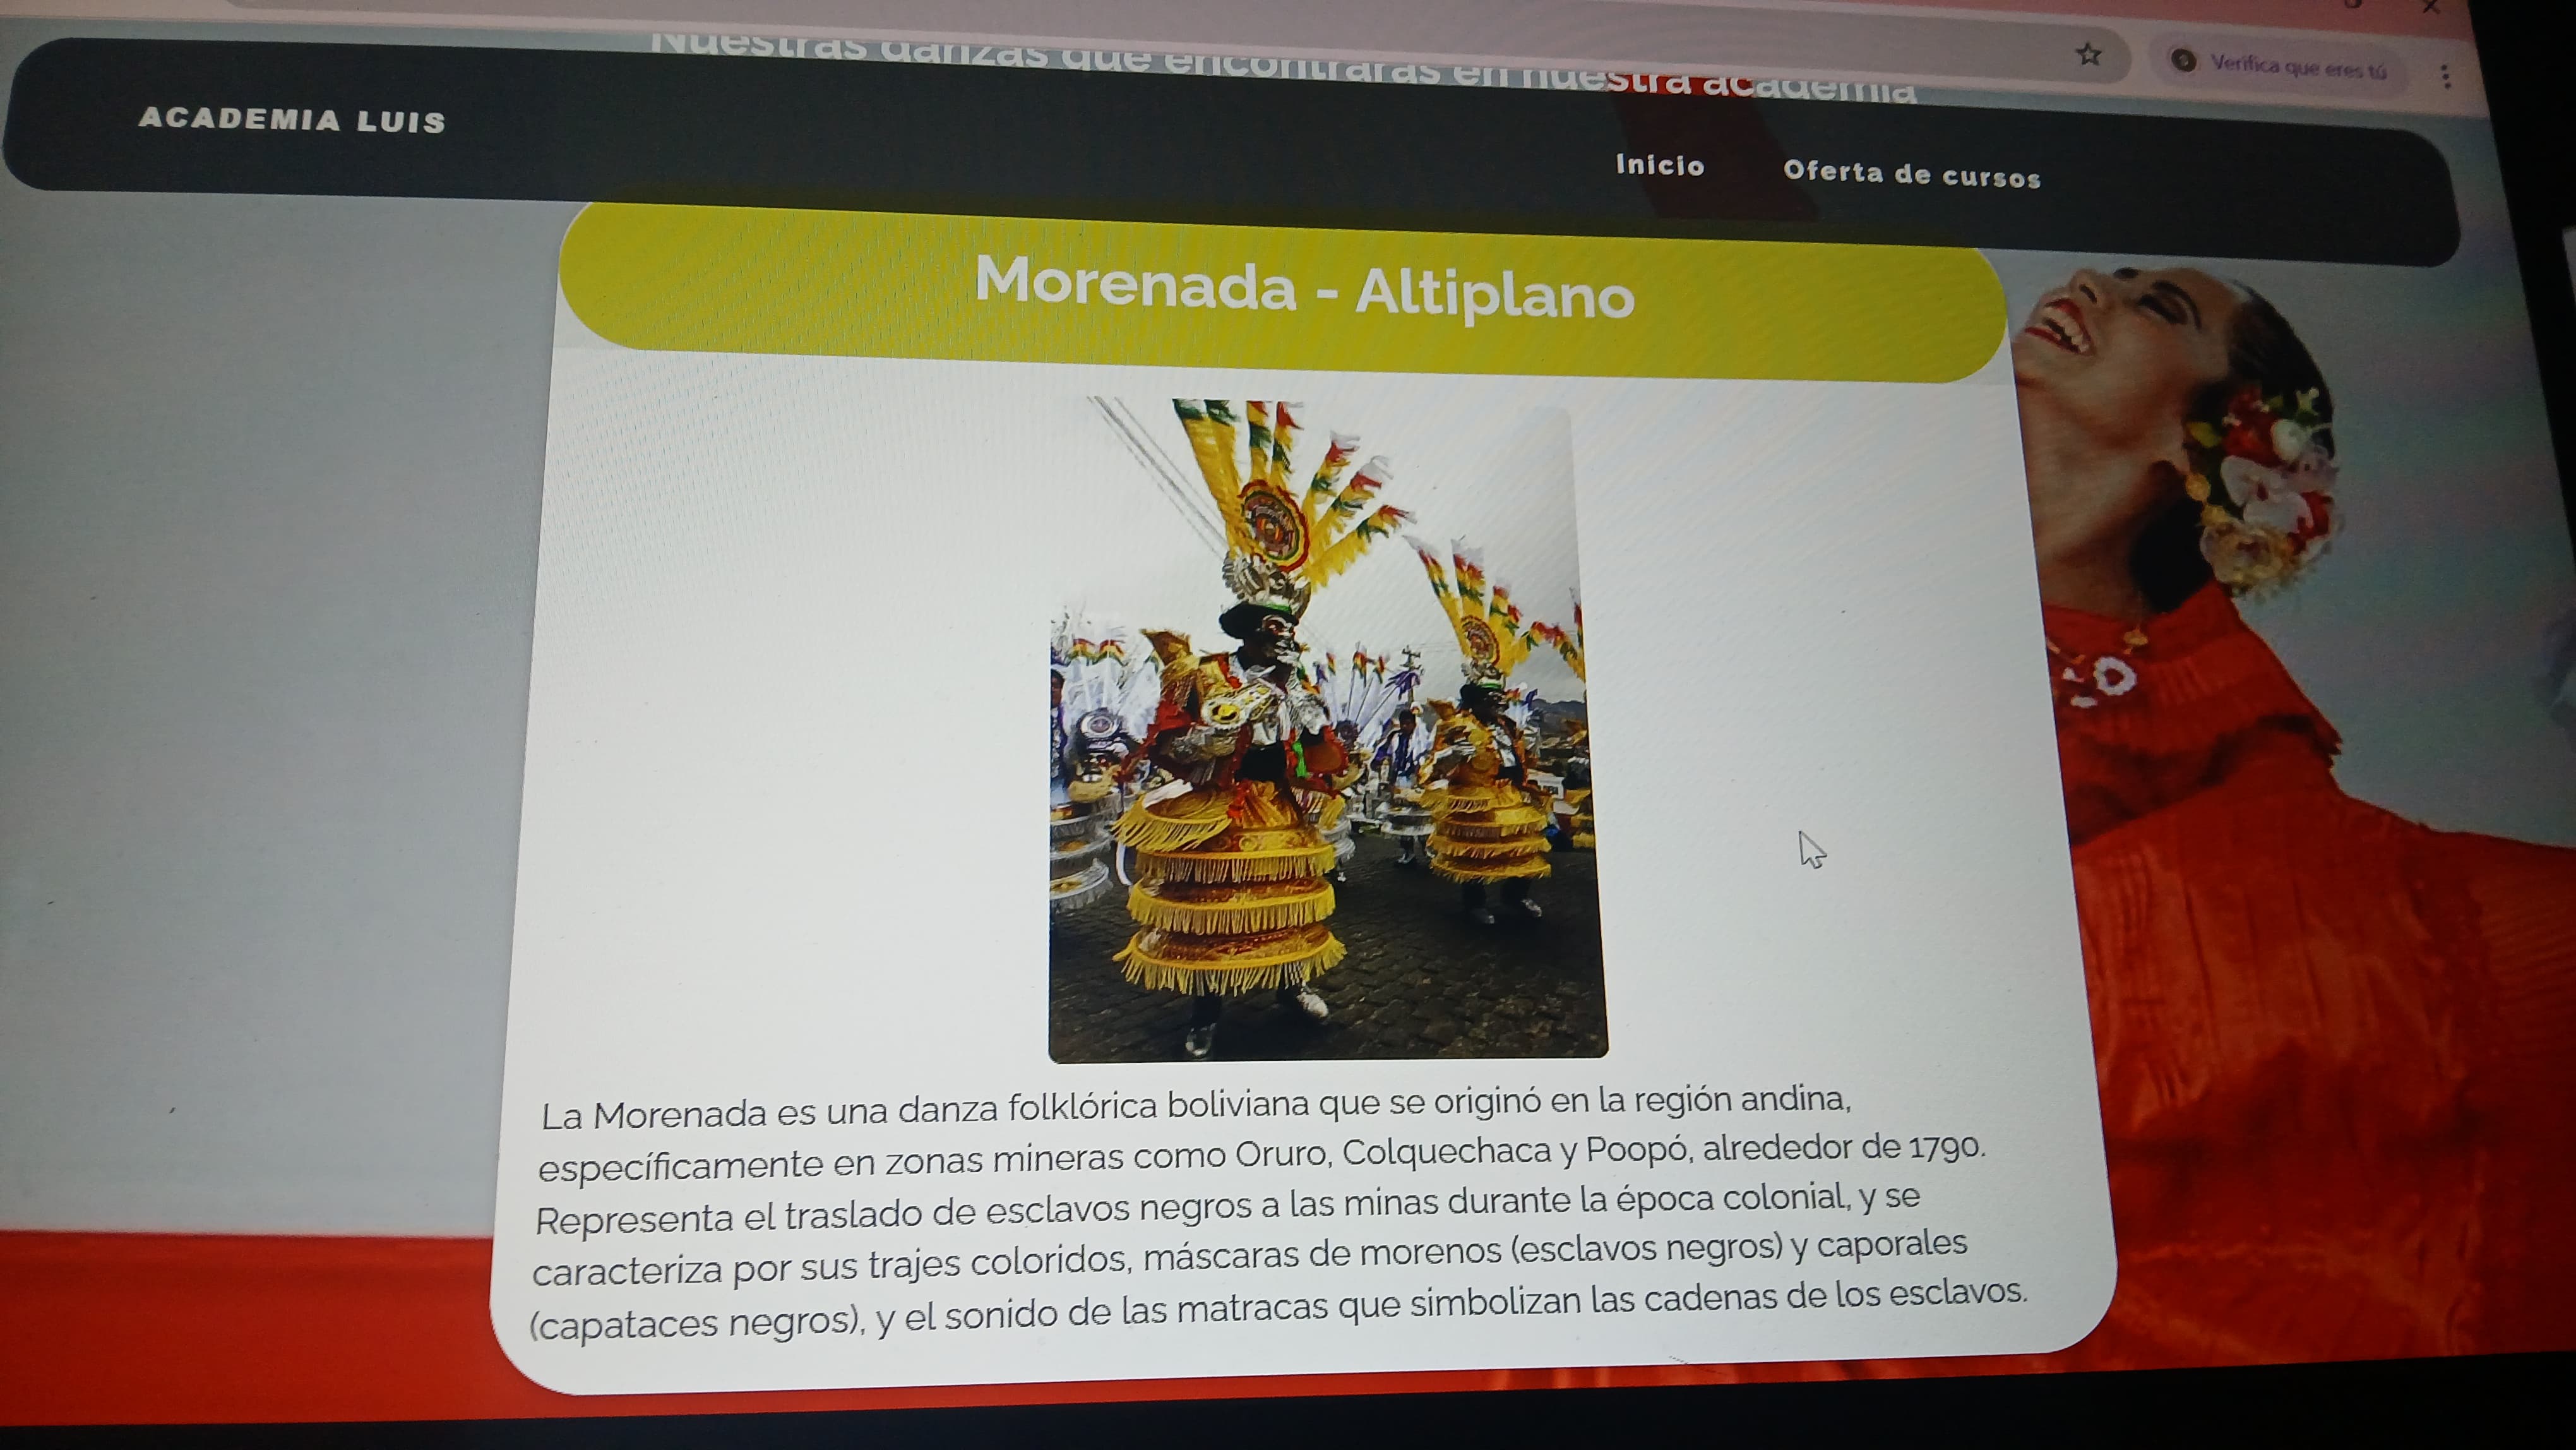 Verifica que eres tú
Nuestras danzas que encontrarás en nuestra academia
ACADEMIA LUIS
Inicio
Oferta de cursos
Morenada - Altiplano
La Morenada es una danza folklórica boliviana que se originó en la región andina,
específicamente en zonas mineras como Oruro, Colquechaca y Poopó, alrededor de 1790.
Representa el traslado de esclavos negros a las minas durante la época colonial, y se
caracteriza por sus trajes coloridos, máscaras de morenos (esclavos negros) y caporales
(capataces negros), y el sonido de las matracas que simbolizan las cadenas de los esclavos.